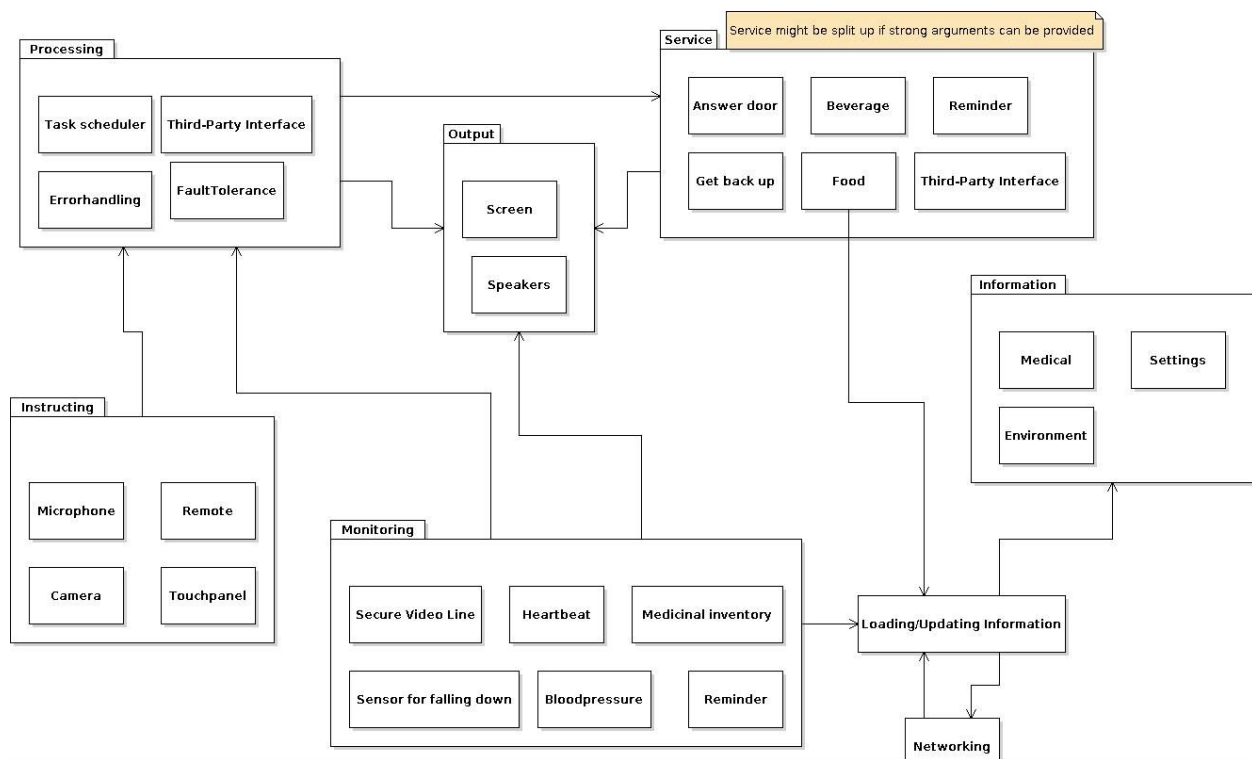 Service might be split up if strong arguments can be provided
Processing
Task scheduler
Third-Party Interface
Errorhandling
FaultTolerance
Service
Answer door
Beverage
Reminder
Get back up
Food
Third-Party Interface
Output
Screen
Speakers
Information
Medical
Settings
Environment
Instructing
Microphone
Remote
Camera
Touchpanel
Monitoring
Secure Video Line
Heartbeat
Medicinal inventory
Sensor for falling down
Bloodpressure
Reminder
Loading/Updating Information
Networking